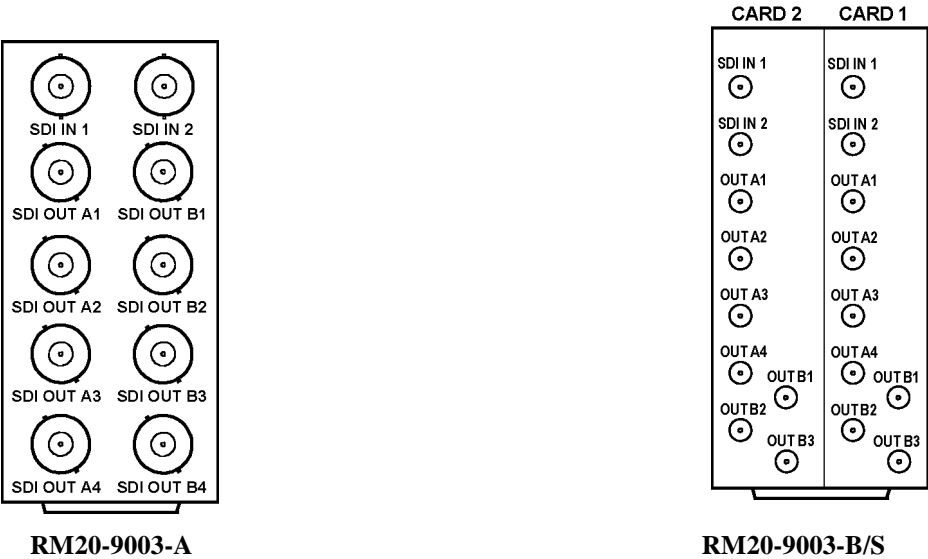 SDI IN 1 SDI IN 2
SDI OUT A1 SDI OUT B1
SDI OUT A2 SDI OUT B2
SDI OUT A3 SDI OUT B3
SDI OUT A4 SDI OUT B4
RM20-9003-A
CARD 2 CARD 1
SDI IN 1 SDI IN 1
SDI IN 2 SDI IN 2
OUT A1 OUT A1
OUT A2 OUT A2
OUT A3 OUT A3
OUT A4 OUT A4
OUT B1 OUT B1
OUT B2 OUT B2
OUT B3 OUT B3
RM20-9003-B/S